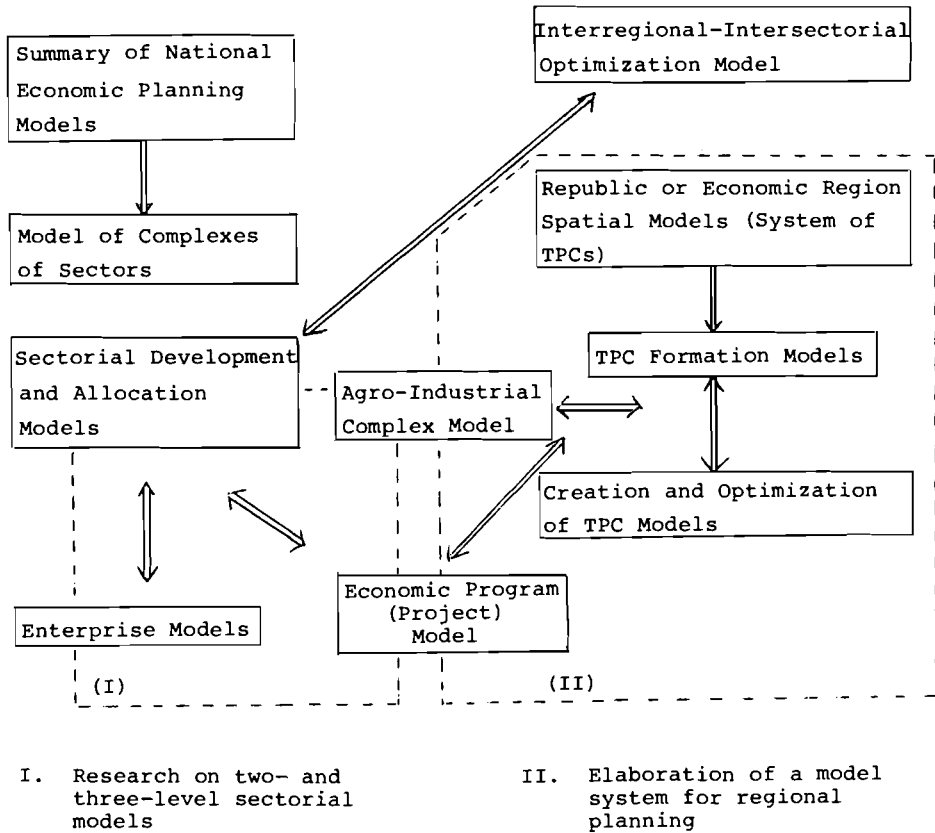 Summary of National
Economic Planning
Models
Interregional-Intersectorial
Optimization Model
Republic or Economic Region
Spatial Models (System of
TPCs)
Model of Complexes
of Sectors
Sectorial Development
and Allocation
Models
Agro-Industrial
Complex Model
TPC Formation Models
Creation and Optimization
of TPC Models
Enterprise Models
Economic Program
(Project)
Model
(I)
(II)
I. Research on two- and
three-level sectorial
models
II. Elaboration of a model
system for regional
planning